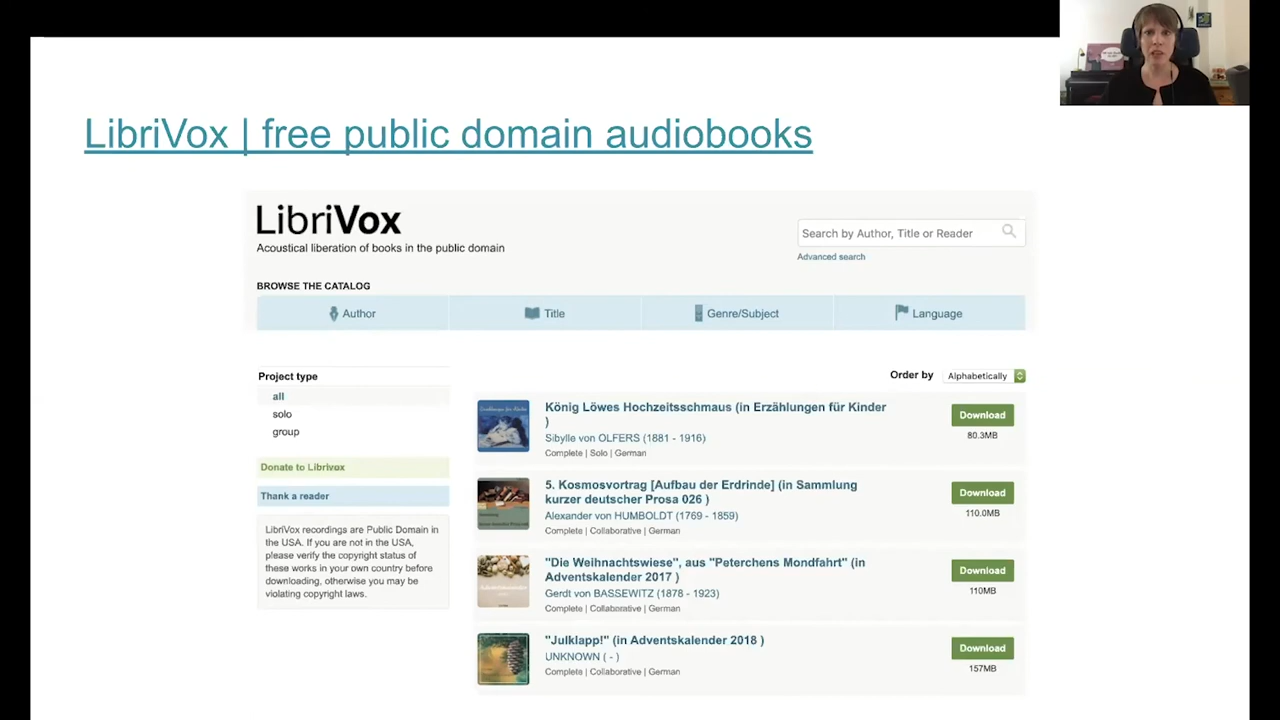 LibriVox | free public domain audiobooks
LibriVox
Acoustical liberation of books in the public domain
Search by Author, Title or Reader
Advanced search
BROWSE THE CATALOG
Author
Title
Genre/Subject
Language
Project type
all
solo
group
Donate to Librivox
Thank a reader
LibriVox recordings are Public Domain in
the USA. If you are not in the USA,
please verify the copyright status of
these works in your own country before
downloading, otherwise you may be
violating copyright laws.
Order by
Alphabetically
König Löwes Hochzeitsschmaus (in Erzählungen für Kinder
)
Sibylle von OLFERS (1881 - 1916)
Complete | Solo | German
Download
80.3MB
5. Kosmosvortrag [Aufbau der Erdrinde] (in Sammlung
kurzer deutscher Prosa 026 )
Alexander von HUMBOLDT (1769 - 1859)
Complete | Collaborative | German
Download
110.0MB
"Die Weihnachtswiese", aus "Peterchens Mondfahrt" (in
Adventskalender 2017 )
Gerdt von BASSEWITZ (1878 - 1923)
Complete | Collaborative | German
Download
110MB
"Julklapp!" (in Adventskalender 2018 )
UNKNOWN ( - )
Complete | Collaborative | German
Download
157MB